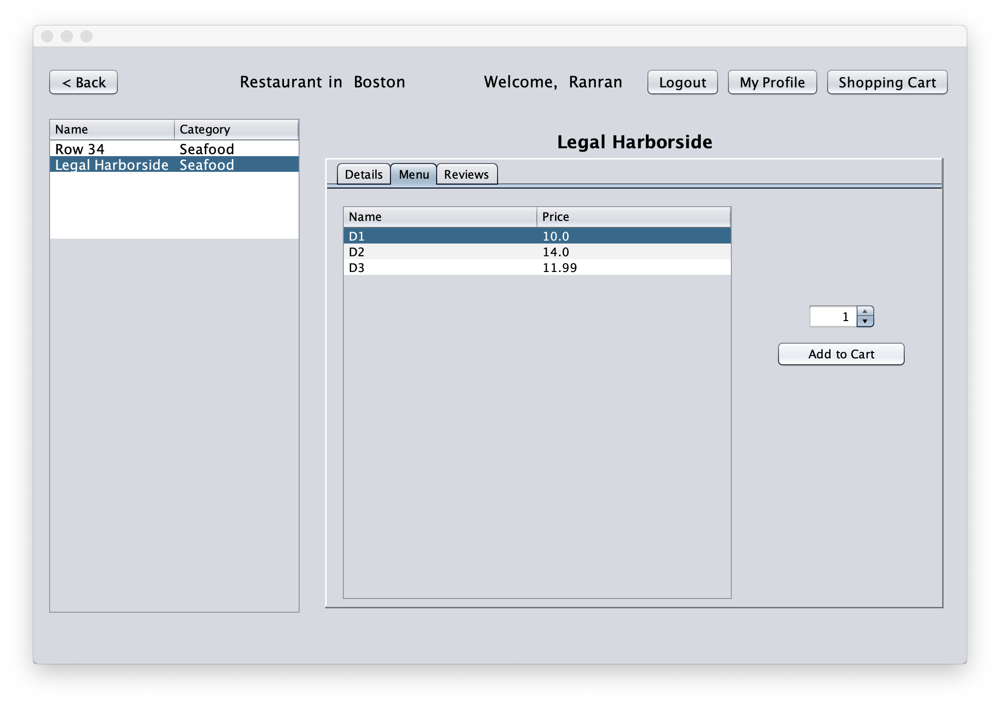 < Back Restaurant in Boston Welcome, Ranran Logout My Profile Shopping Cart
Name Category
Row 34 Seafood
Legal Harborside Seafood
Legal Harborside
Details Menu Reviews
Name Price
D1 10.0
D2 14.0
D3 11.99
1
Add to Cart